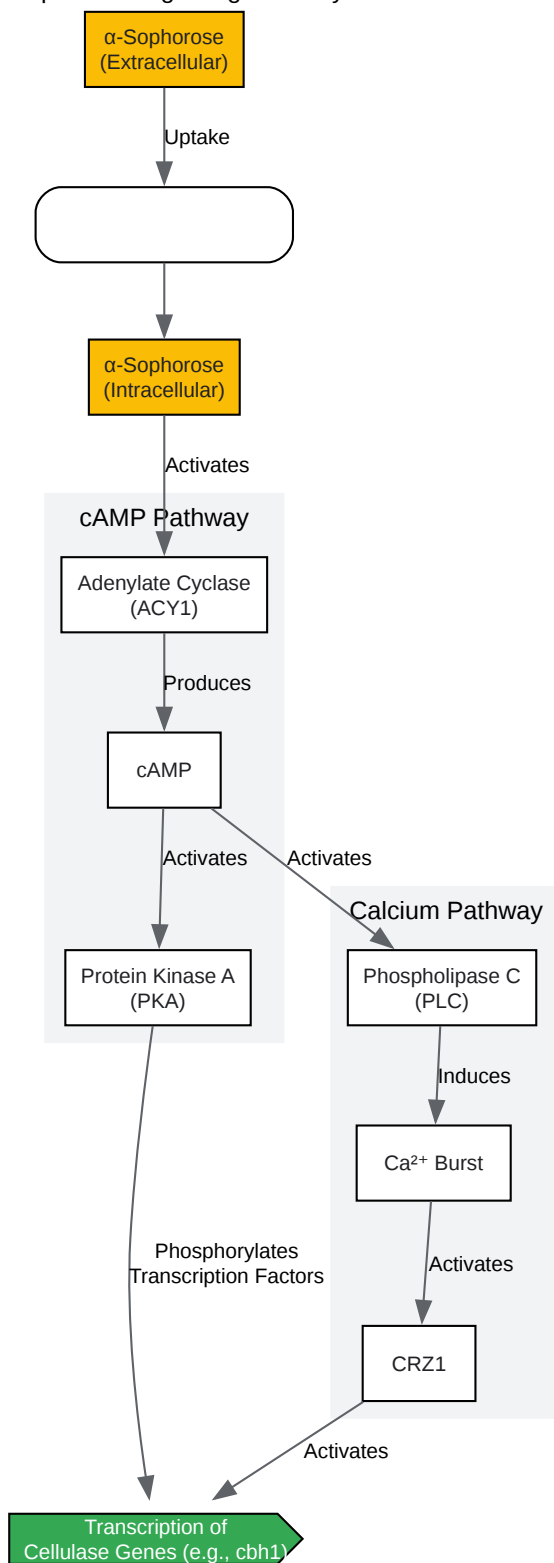 α-Sophorose
(Extracellular)
Uptake
α-Sophorose
(Intracellular)
Activates
cAMP Pathway
Adenylate Cyclase
(ACY1)
Produces
cAMP
Activates
Activates
Calcium Pathway
Protein Kinase A
(PKA)
Phospholipase C
(PLC)
Induces
Ca²⁺ Burst
Phosphorylates
Transcription Factors
Activates
CRZ1
Activates
Transcription of
Cellulase Genes (e.g., cbh1)